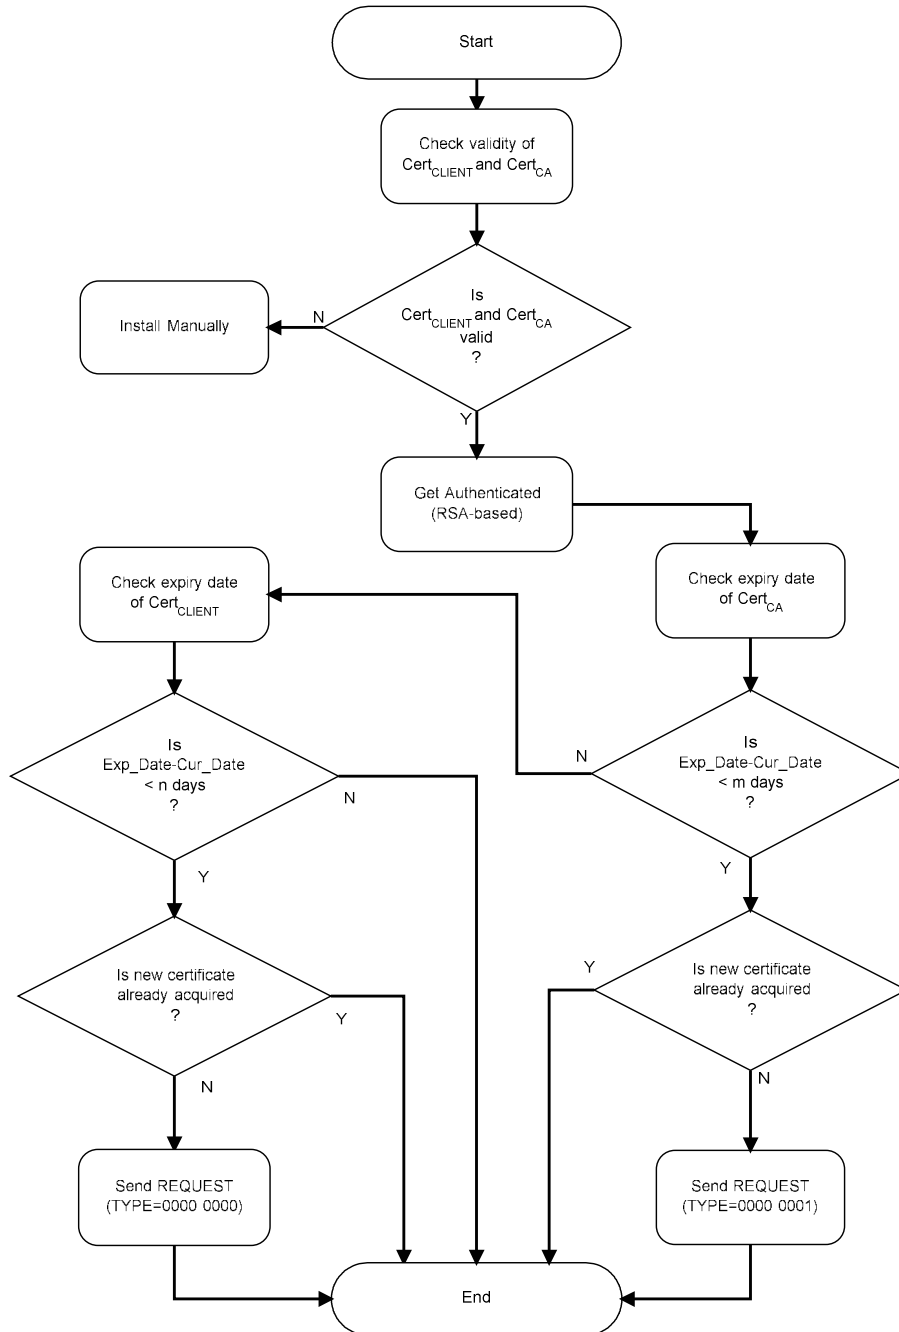 Start
Check validity of
CertCLIENT and CertCA
Is
CertCLIENT and CertCA
valid
?
N
Install Manually
Y
Get Authenticated
(RSA-based)
Check expiry date
of CertCA
Check expiry date
of CertCLIENT
Is
Exp_Date-Cur_Date
< m days
?
N
Y
Is
Exp_Date-Cur_Date
< n days
?
N
Y
Is new certificate
already acquired
?
Y
N
Is new certificate
already acquired
?
Y
N
Send REQUEST
(TYPE=0000 0000)
Send REQUEST
(TYPE=0000 0001)
End